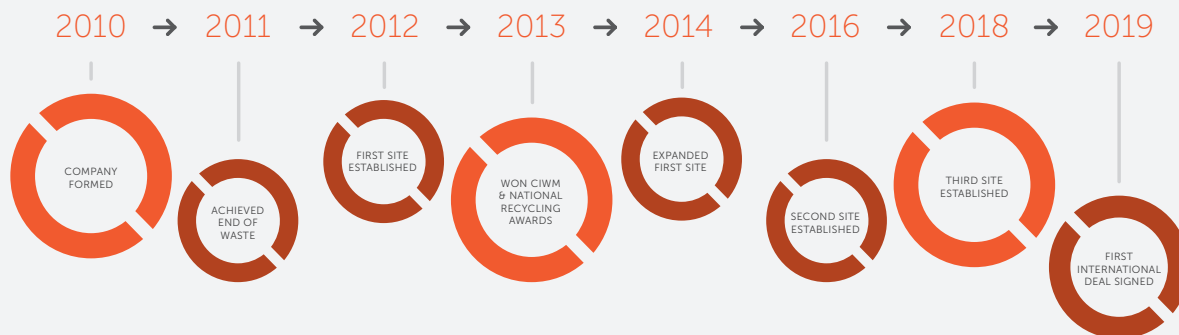 2010 → 2011 → 2012 → 2013 → 2014 → 2016 → 2018 → 2019
COMPANY
FORMED
ACHIEVED
END OF
WASTE
FIRST SITE
ESTABLISHED
WON CIWM
& NATIONAL
RECYCLING
AWARDS
EXPANDED
FIRST SITE
SECOND SITE
ESTABLISHED
THIRD SITE
ESTABLISHED
FIRST
INTERNATIONAL
DEAL SIGNED